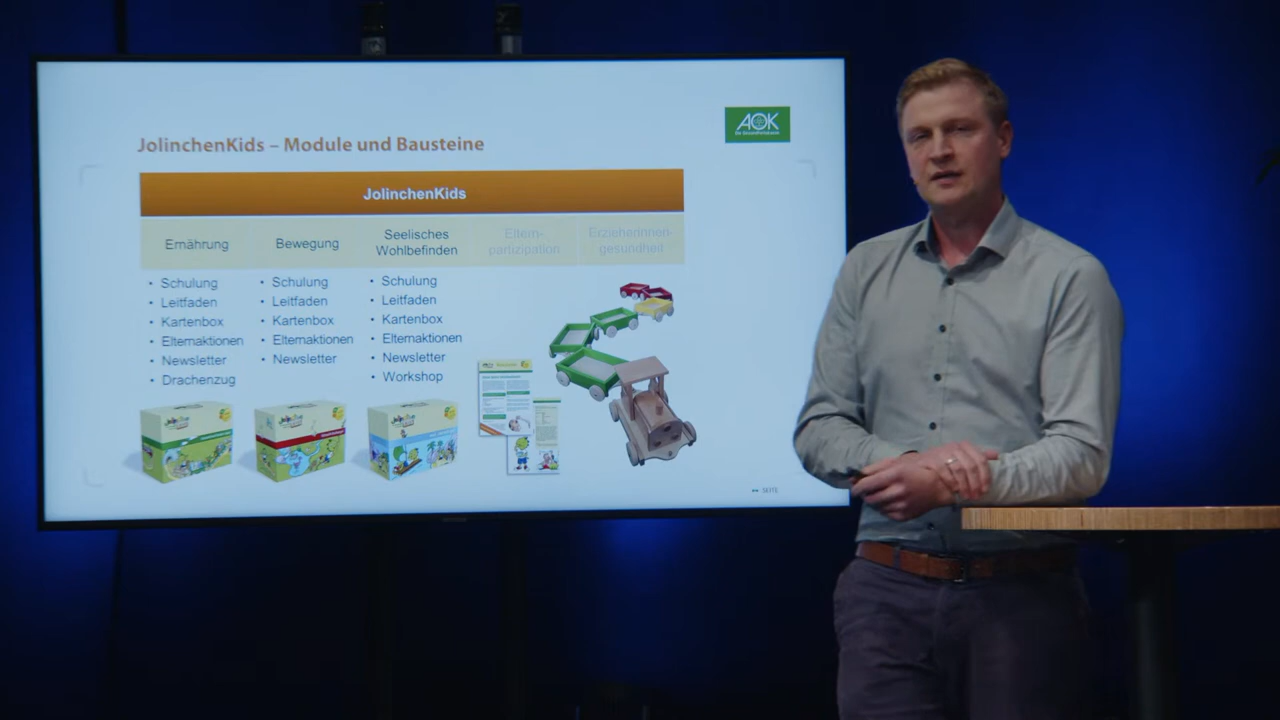 AOK
Die Gesundheitskasse
JolinchenKids – Module und Bausteine
JolinchenKids
Ernährung
Bewegung
Seelisches
Wohlbefinden
Eltern-
partizipation
Erzieherinnen-
gesundheit
• Schulung
• Leitfaden
• Kartenbox
• Elternaktionen
• Newsletter
• Drachenzug
• Schulung
• Leitfaden
• Kartenbox
• Elternaktionen
• Newsletter
• Schulung
• Leitfaden
• Kartenbox
• Elternaktionen
• Newsletter
• Workshop
SEITE